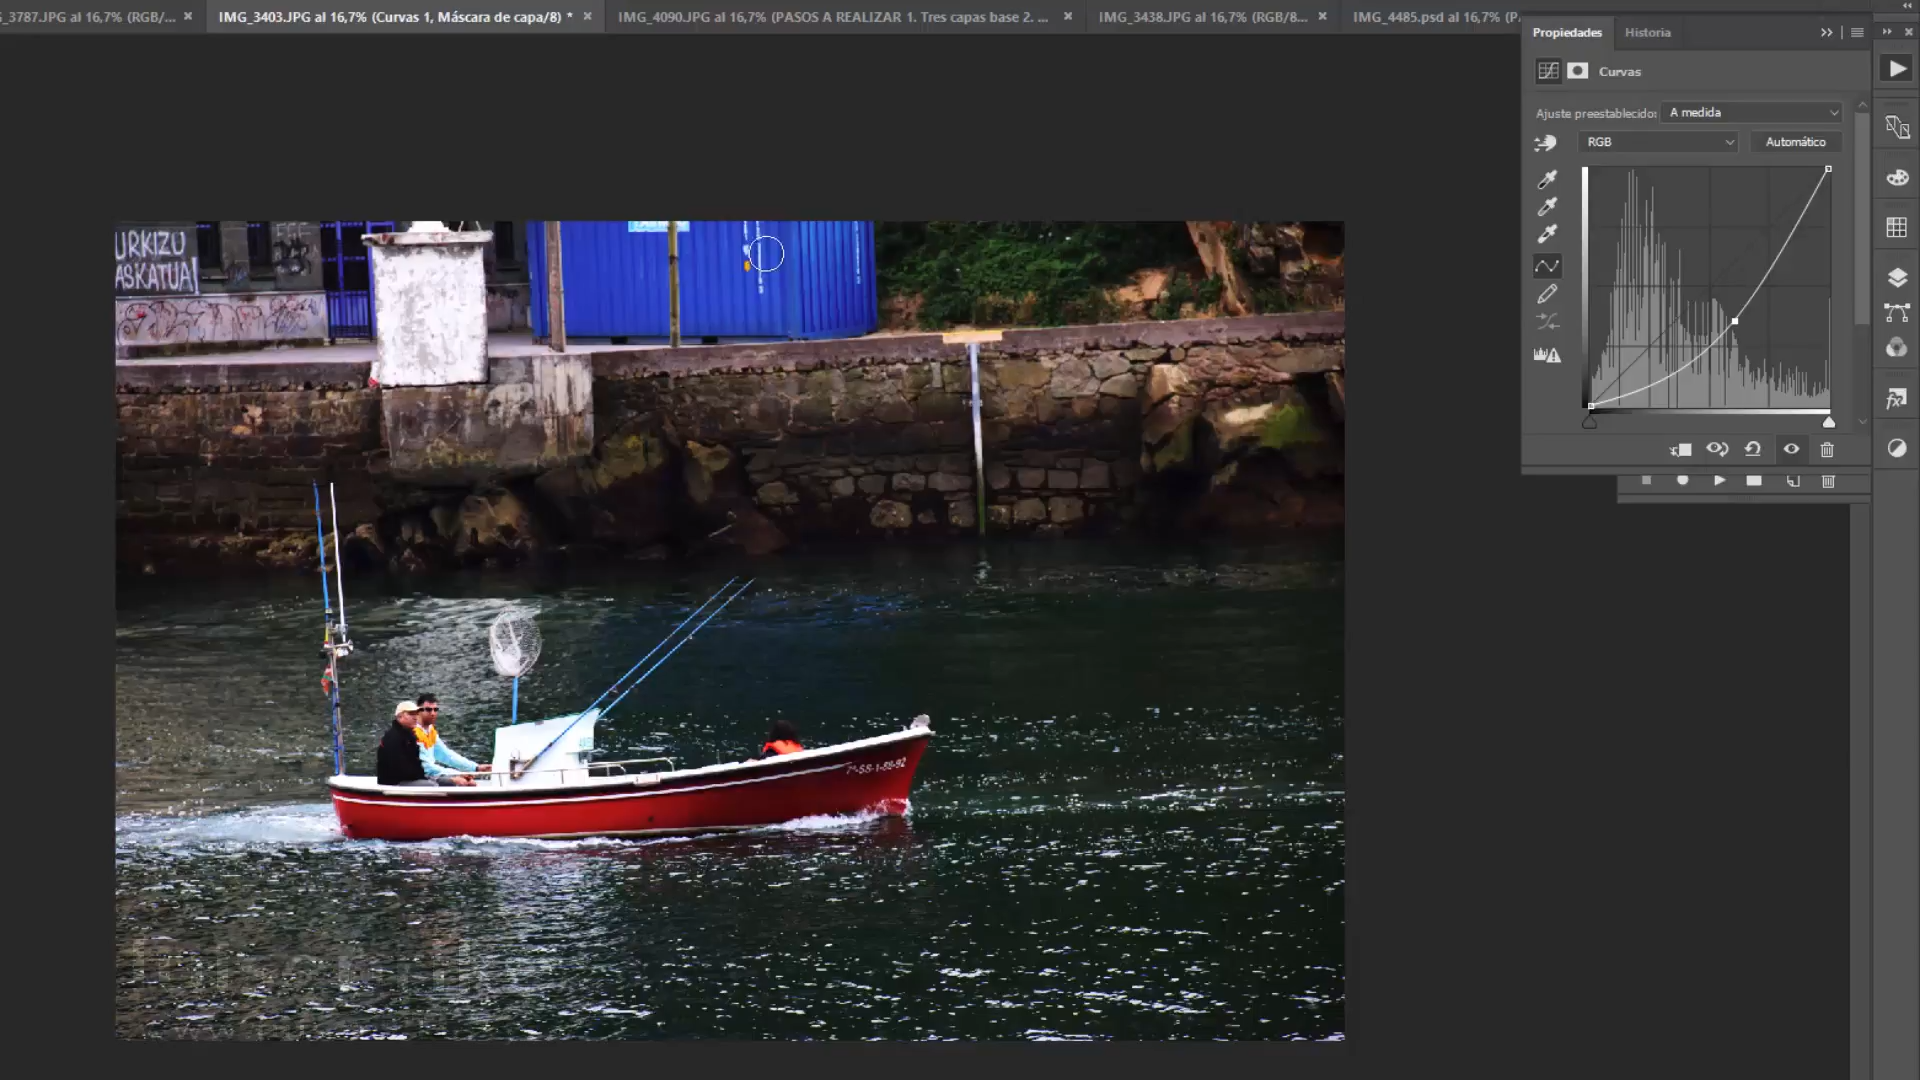 _3787.JPG al 16,7% (RGB/...
IMG_3403.JPG al 16,7% (Curvas 1, Máscara de capa/8) *
IMG_4090.JPG al 16,7% (PASOS A REALIZAR 1. Tres capas base 2. ...
IMG_3438.JPG al 16,7% (RGB/8...
IMG_4485.psd al 16,7% (P
Propiedades
Historia
Curvas
Ajuste preestablecido:
A medida
RGB
Automático
URKIZU
ASKATUA!